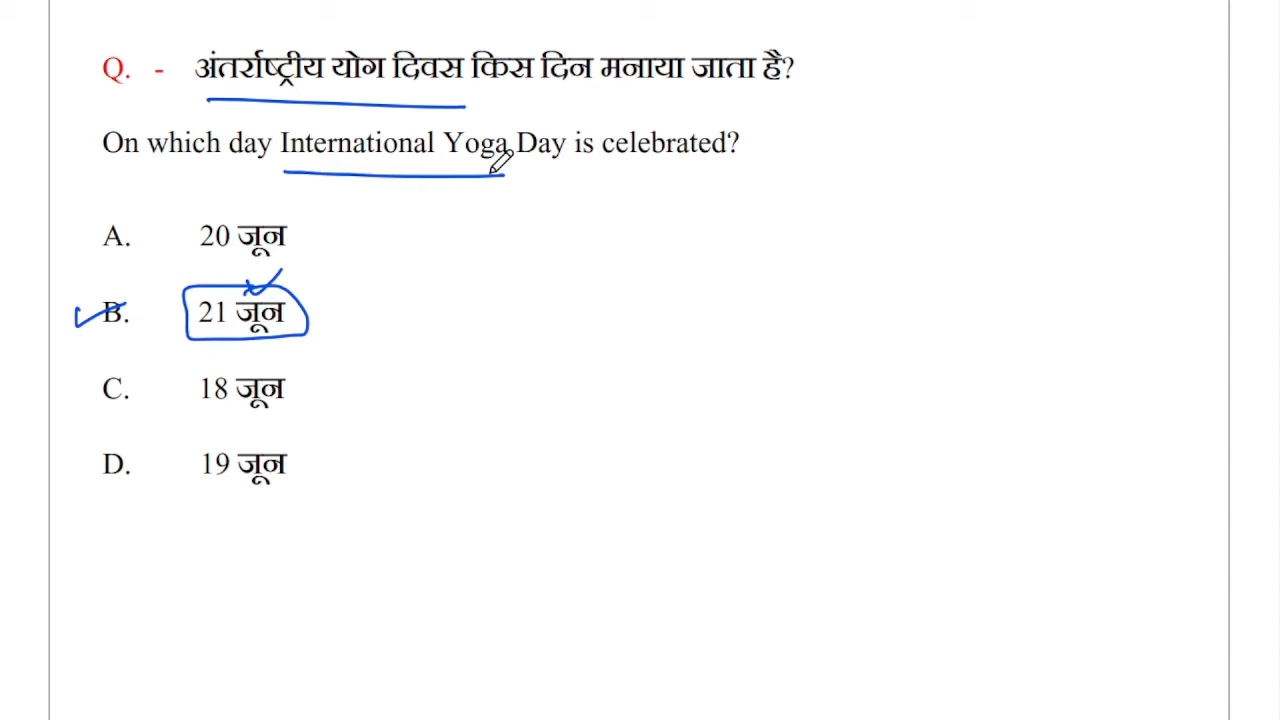 Q. - अंतर्राष्ट्रीय योग दिवस किस दिन मनाया जाता है?
On which day International Yoga Day is celebrated?
A. 20 जून
B. 21 जून
C. 18 जून
D. 19 जून